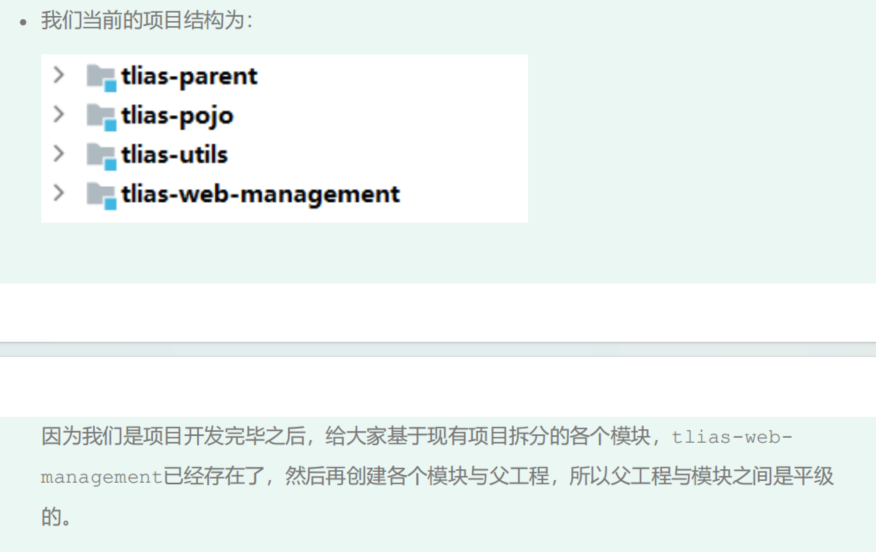 我们当前的项目结构为：
tlias-parent
tlias-pojo
tlias-utils
tlias-web-management
因为我们是项目开发完毕之后，给大家基于现有项目拆分的各个模块，tlias-web-
management已经存在了，然后再创建各个模块与父工程，所以父工程与模块之间是平级
的。